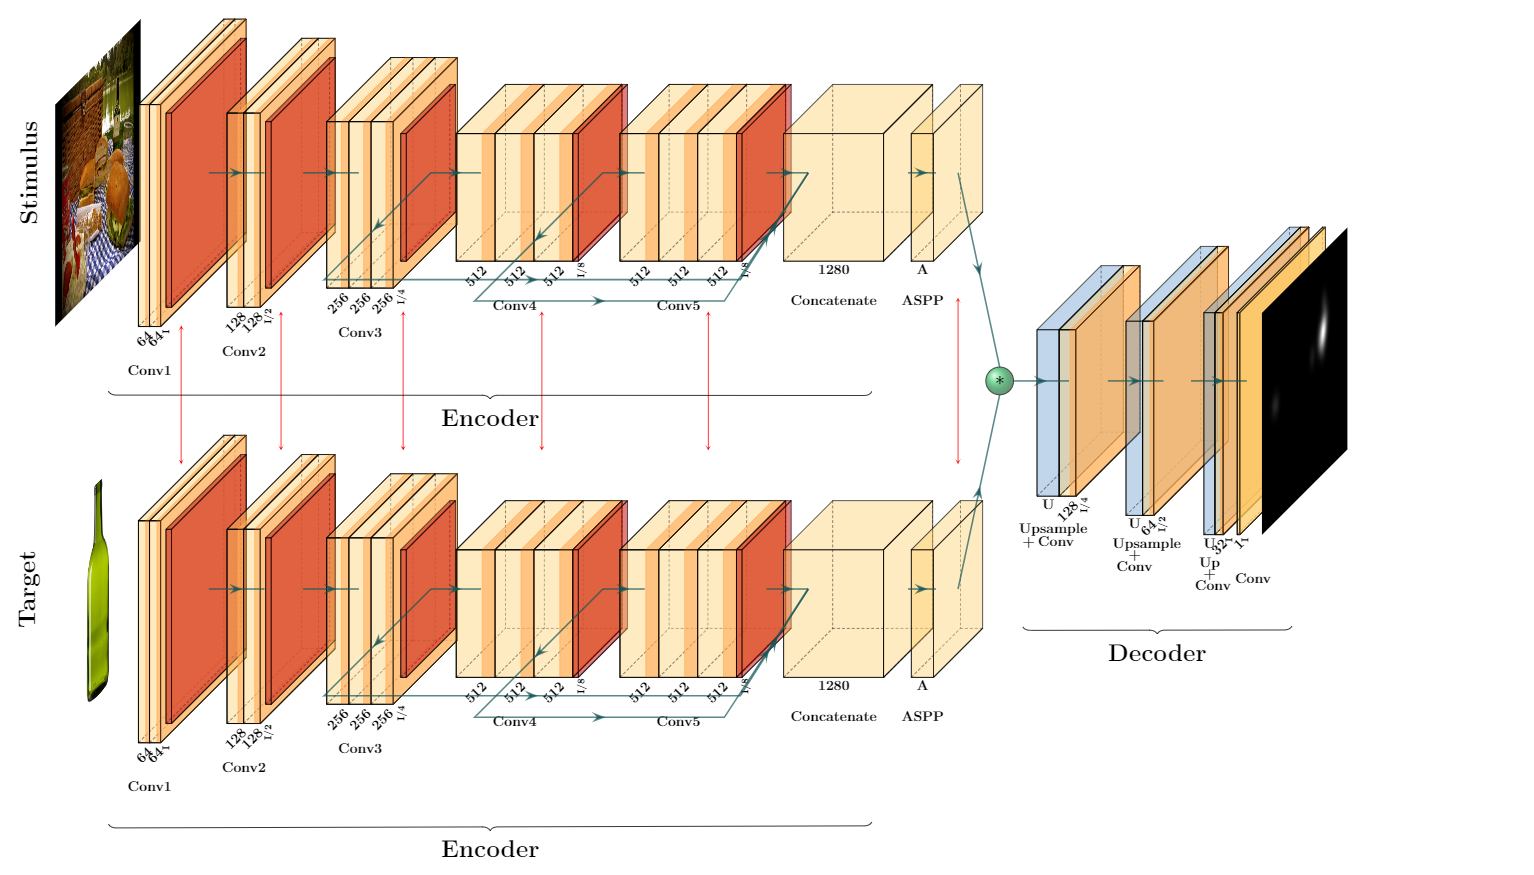 Stimulus
64 64 1
Conv1
128 128 1/2
Conv2
256 256 256 1/4
Conv3
512 512 512 1/8
Conv4
512 512 512 1/8
Conv5
1280
Concatenate
A
ASPP
Encoder
*
Target
64 64 1
Conv1
128 128 1/2
Conv2
256 256 256 1/4
Conv3
512 512 512 1/8
Conv4
512 512 512 1/8
Conv5
1280
Concatenate
A
ASPP
Encoder
U 128 1/4
Upsample
+ Conv
U 64 1/2
Upsample
+
Conv
U 32 1
Up
+
Conv
1 1
Conv
Decoder